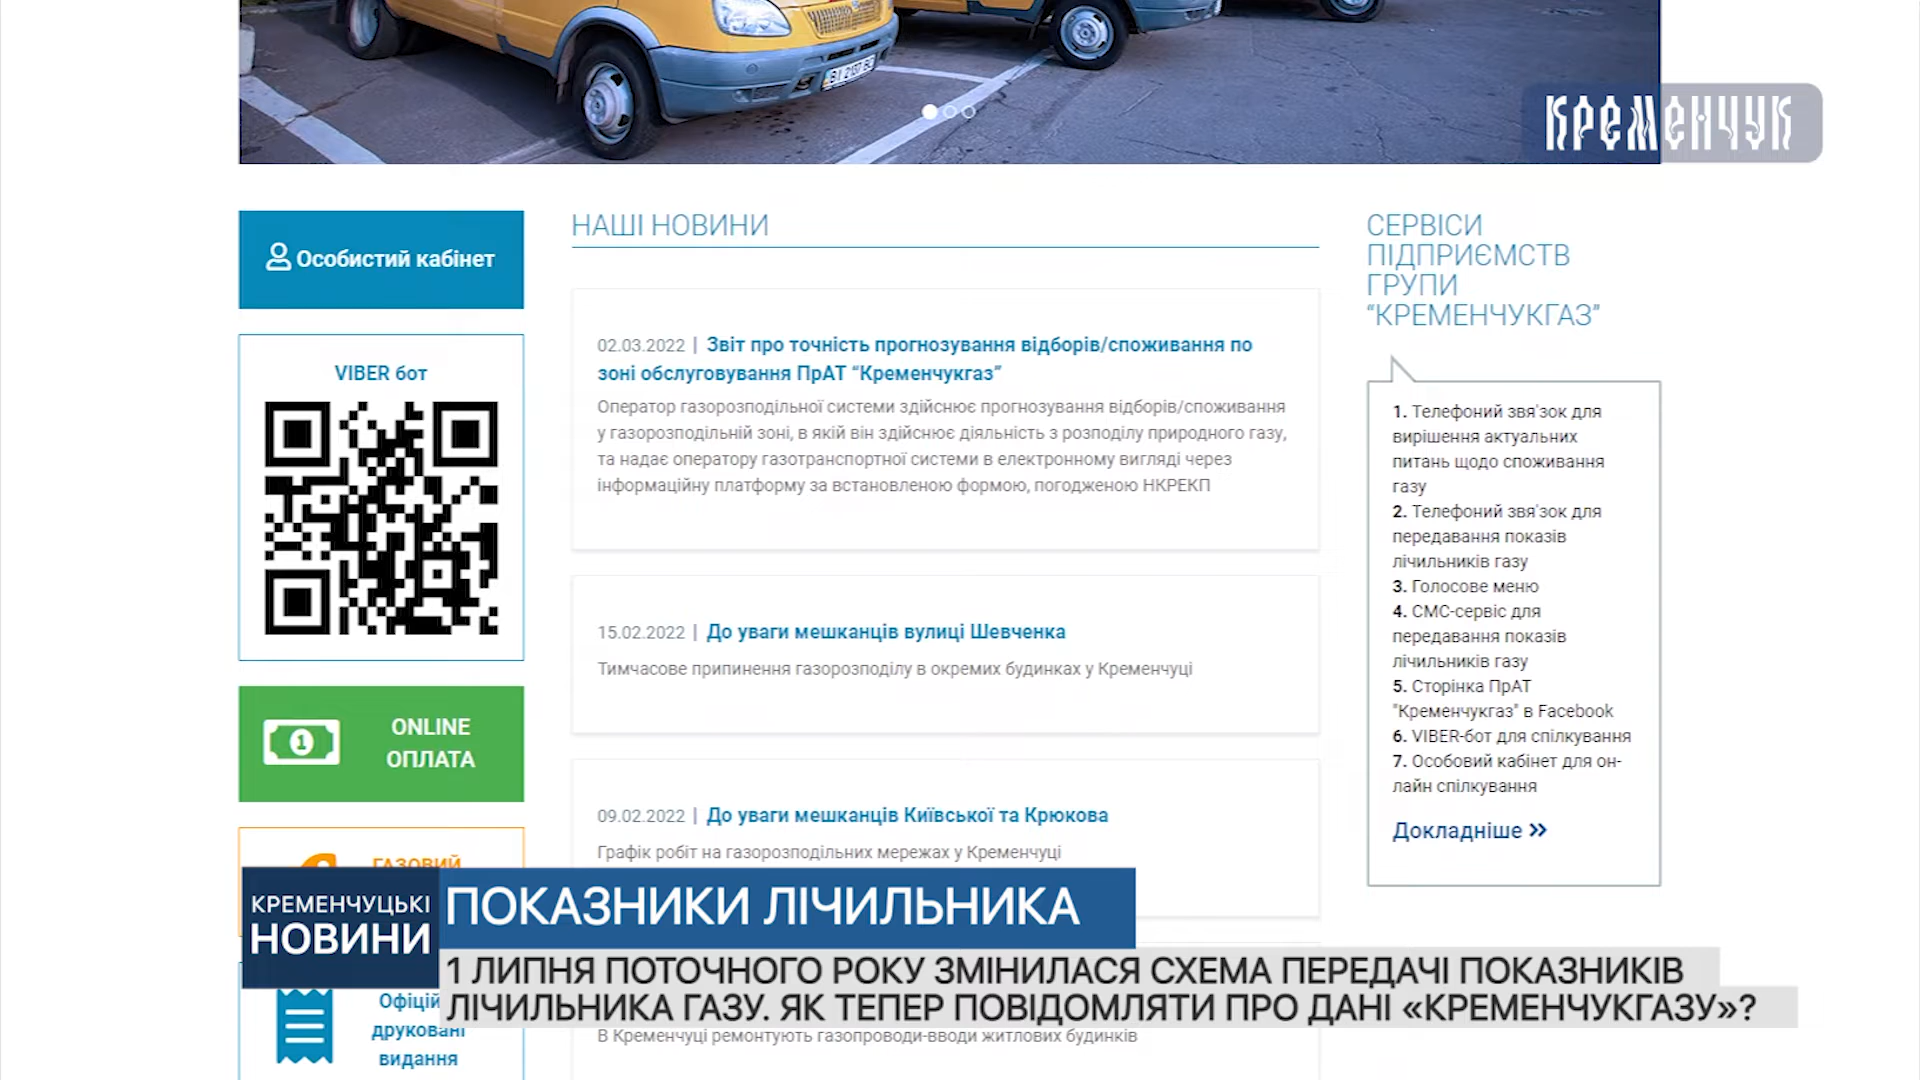 ВІ 2187 ВС
КРЕМЕНЧУК
Особистий кабінет
VIBER бот
ONLINE
ОПЛАТА
ГАЗОВИЙ
друковані
видання
НАШІ НОВИНИ
02.03.2022 | Звіт про точність прогнозування відборів/споживання по
зоні обслуговування ПрАТ “Кременчукгаз”
Оператор газорозподільної системи здійснює прогнозування відборів/споживання
у газорозподільній зоні, в якій він здійснює діяльність з розподілу природного газу,
та надає оператору газотранспортної системи в електронному вигляді через
інформаційну платформу за встановленою формою, погодженою НКРЕКП
15.02.2022 | До уваги мешканців вулиці Шевченка
Тимчасове припинення газорозподілу в окремих будинках у Кременчуці
09.02.2022 | До уваги мешканців Київської та Крюкова
Графік робіт на газорозподільних мережах у Кременчуці
В Кременчуці ремонтують газопроводи-вводи житлових будинків
СЕРВІСИ
ПІДПРИЄМСТВ
ГРУПИ
“КРЕМЕНЧУКГАЗ”
1. Телефоний звя'зок для
вирішення актуальних
питань щодо споживання
газу
2. Телефоний звя'зок для
передавання показів
лічильників газу
3. Голосове меню
4. СМС-сервіс для
передавання показів
лічильників газу
5. Сторінка ПрАТ
"Кременчукгаз" в Facebook
6. VIBER-бот для спілкування
7. Особовий кабінет для он-
лайн спілкування
Докладніше »
КРЕМЕНЧУЦЬКІ
НОВИНИ
ПОКАЗНИКИ ЛІЧИЛЬНИКА
1 ЛИПНЯ ПОТОЧНОГО РОКУ ЗМІНИЛАСЯ СХЕМА ПЕРЕДАЧІ ПОКАЗНИКІВ
ЛІЧИЛЬНИКА ГАЗУ. ЯК ТЕПЕР ПОВІДОМЛЯТИ ПРО ДАНІ «КРЕМЕНЧУКГАЗУ»?